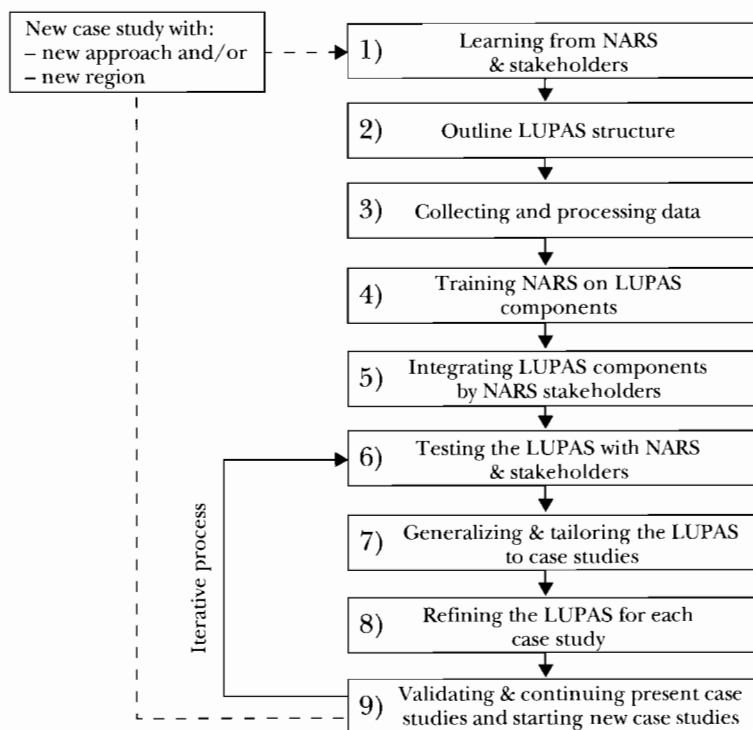 New case study with:
– new approach and/or
– new region
1) Learning from NARS
& stakeholders
2) Outline LUPAS structure
3) Collecting and processing data
4) Training NARS on LUPAS
components
5) Integrating LUPAS components
by NARS stakeholders
6) Testing the LUPAS with NARS
& stakeholders
7) Generalizing & tailoring the LUPAS
to case studies
8) Refining the LUPAS for each
case study
9) Validating & continuing present case
studies and starting new case studies
Iterative process